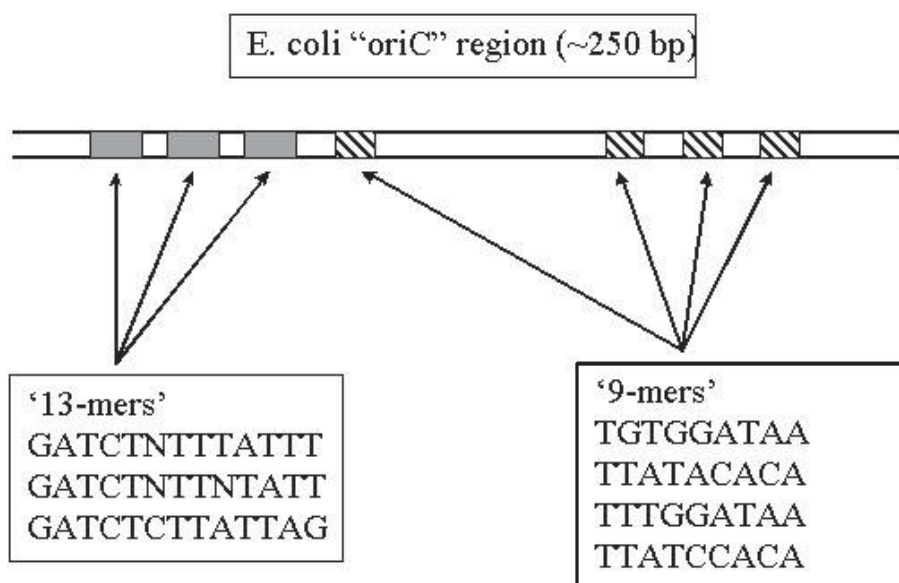 E. coli “oriC” region (~250 bp)
‘13-mers’
GATCTNTTTATTT
GATCTNTTNTATT
GATCTCTTATTAG
‘9-mers’
TGTGGATAA
TTATACACA
TTTGGATAA
TTATCCACA